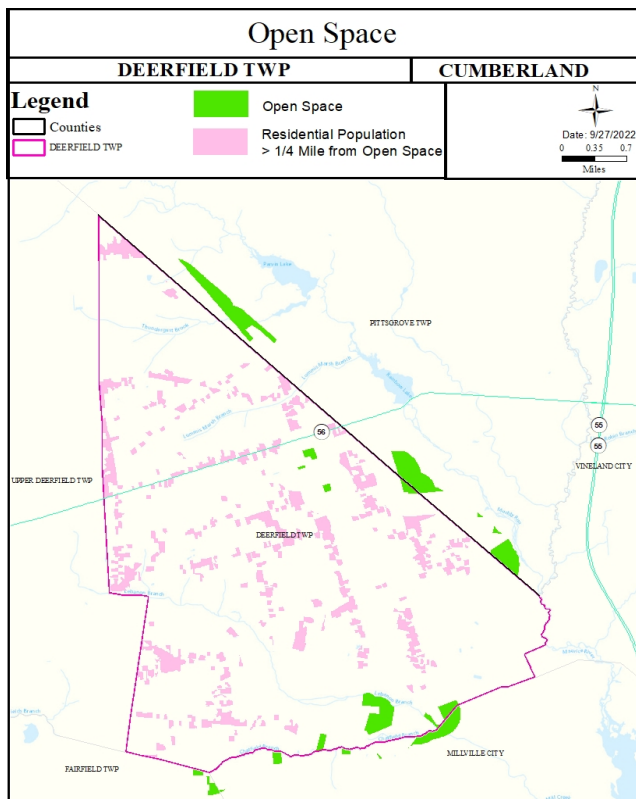 Open Space
DEERFIELD TWP
CUMBERLAND
Legend
Counties
DEERFIELD TWP
Open Space
Residential Population
> 1/4 Mile from Open Space
N
Date: 9/27/2022
0 0.35 0.7
Miles
PITTSGROVE TWP
56
55
55
VINELAND CITY
UPPER DEERFIELD TWP
DEERFIELD TWP
MILLVILLE CITY
FAIRFIELD TWP